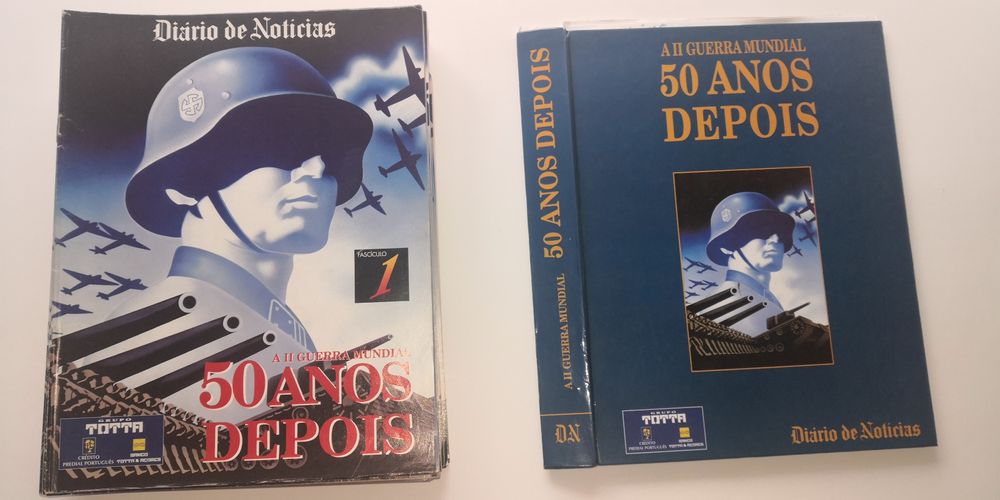 Diário de Notícias
FASCÍCULO
1
A II GUERRA MUNDIAL
50 ANOS
DEPOIS
GRUPO
TOTTA
CRÉDITO
PREDIAL PORTUGUÊS
BANCO
TOTTA & AÇORES
A II GUERRA MUNDIAL 50 ANOS DEPOIS
DN
A II GUERRA MUNDIAL
50 ANOS
DEPOIS
GRUPO
TOTTA
CRÉDITO
PREDIAL PORTUGUÊS
BANCO
TOTTA & AÇORES
Diário de Notícias